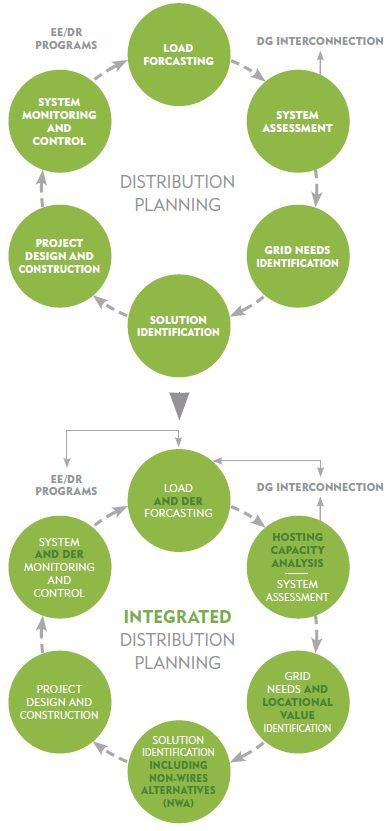 EE/DR
PROGRAMS
LOAD
FORCASTING
DG INTERCONNECTION
SYSTEM
ASSESSMENT
GRID NEEDS
IDENTIFICATION
SOLUTION
IDENTIFICATION
PROJECT
DESIGN AND
CONSTRUCTION
SYSTEM
MONITORING
AND
CONTROL
DISTRIBUTION
PLANNING
EE/DR
PROGRAMS
LOAD
AND DER
FORCASTING
DG INTERCONNECTION
HOSTING
CAPACITY
ANALYSIS
SYSTEM
ASSESSMENT
GRID
NEEDS AND
LOCATIONAL
VALUE
IDENTIFICATION
SOLUTION
IDENTIFICATION
INCLUDING
NON-WIRES
ALTERNATIVES
(NWA)
PROJECT
DESIGN AND
CONSTRUCTION
SYSTEM
AND DER
MONITORING
AND
CONTROL
INTEGRATED
DISTRIBUTION
PLANNING